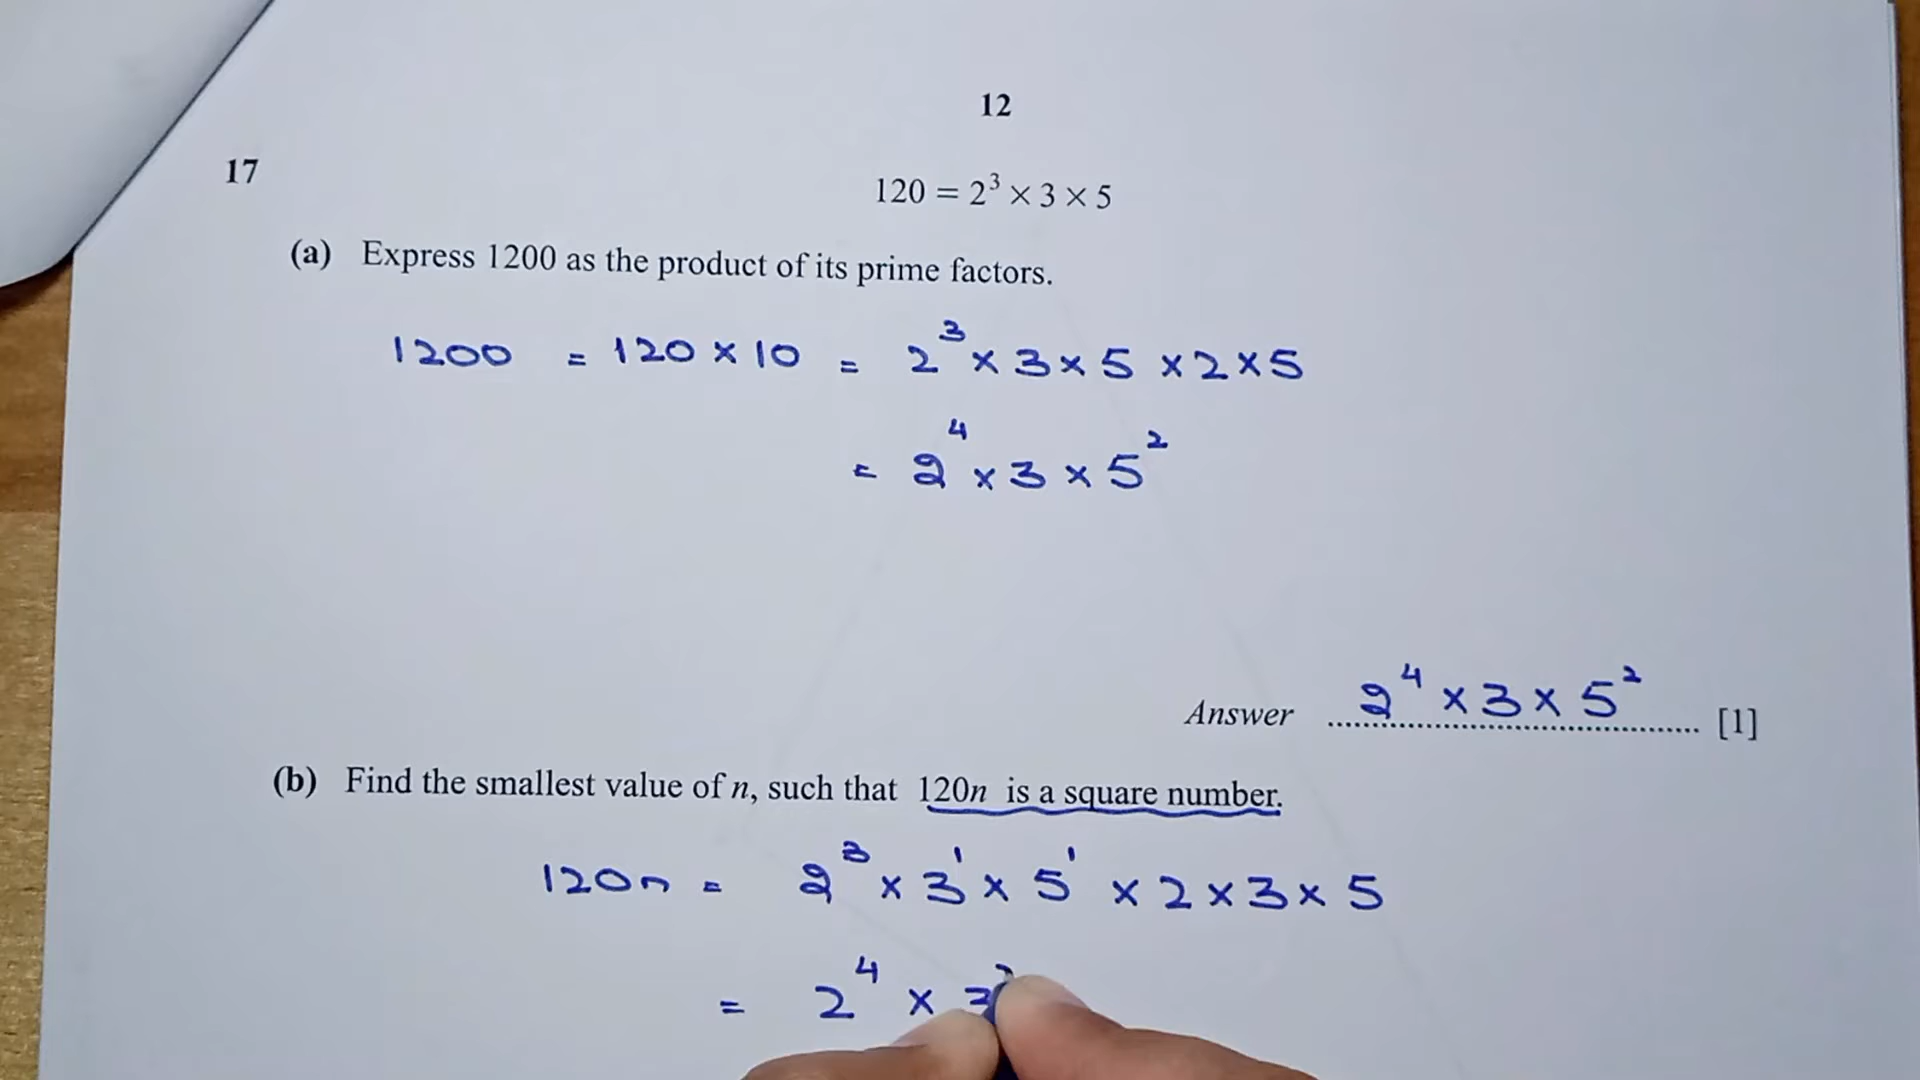 12
17
120 = 2³ × 3 × 5
(a) Express 1200 as the product of its prime factors.
1200 = 120 × 10 = 2³ × 3 × 5 × 2 × 5
= 2⁴ × 3 × 5²
Answer 2⁴ × 3 × 5² [1]
(b) Find the smallest value of n, such that 120n is a square number.
120n = 2³ × 3¹ × 5¹ × 2 × 3 × 5
= 2⁴ × 3